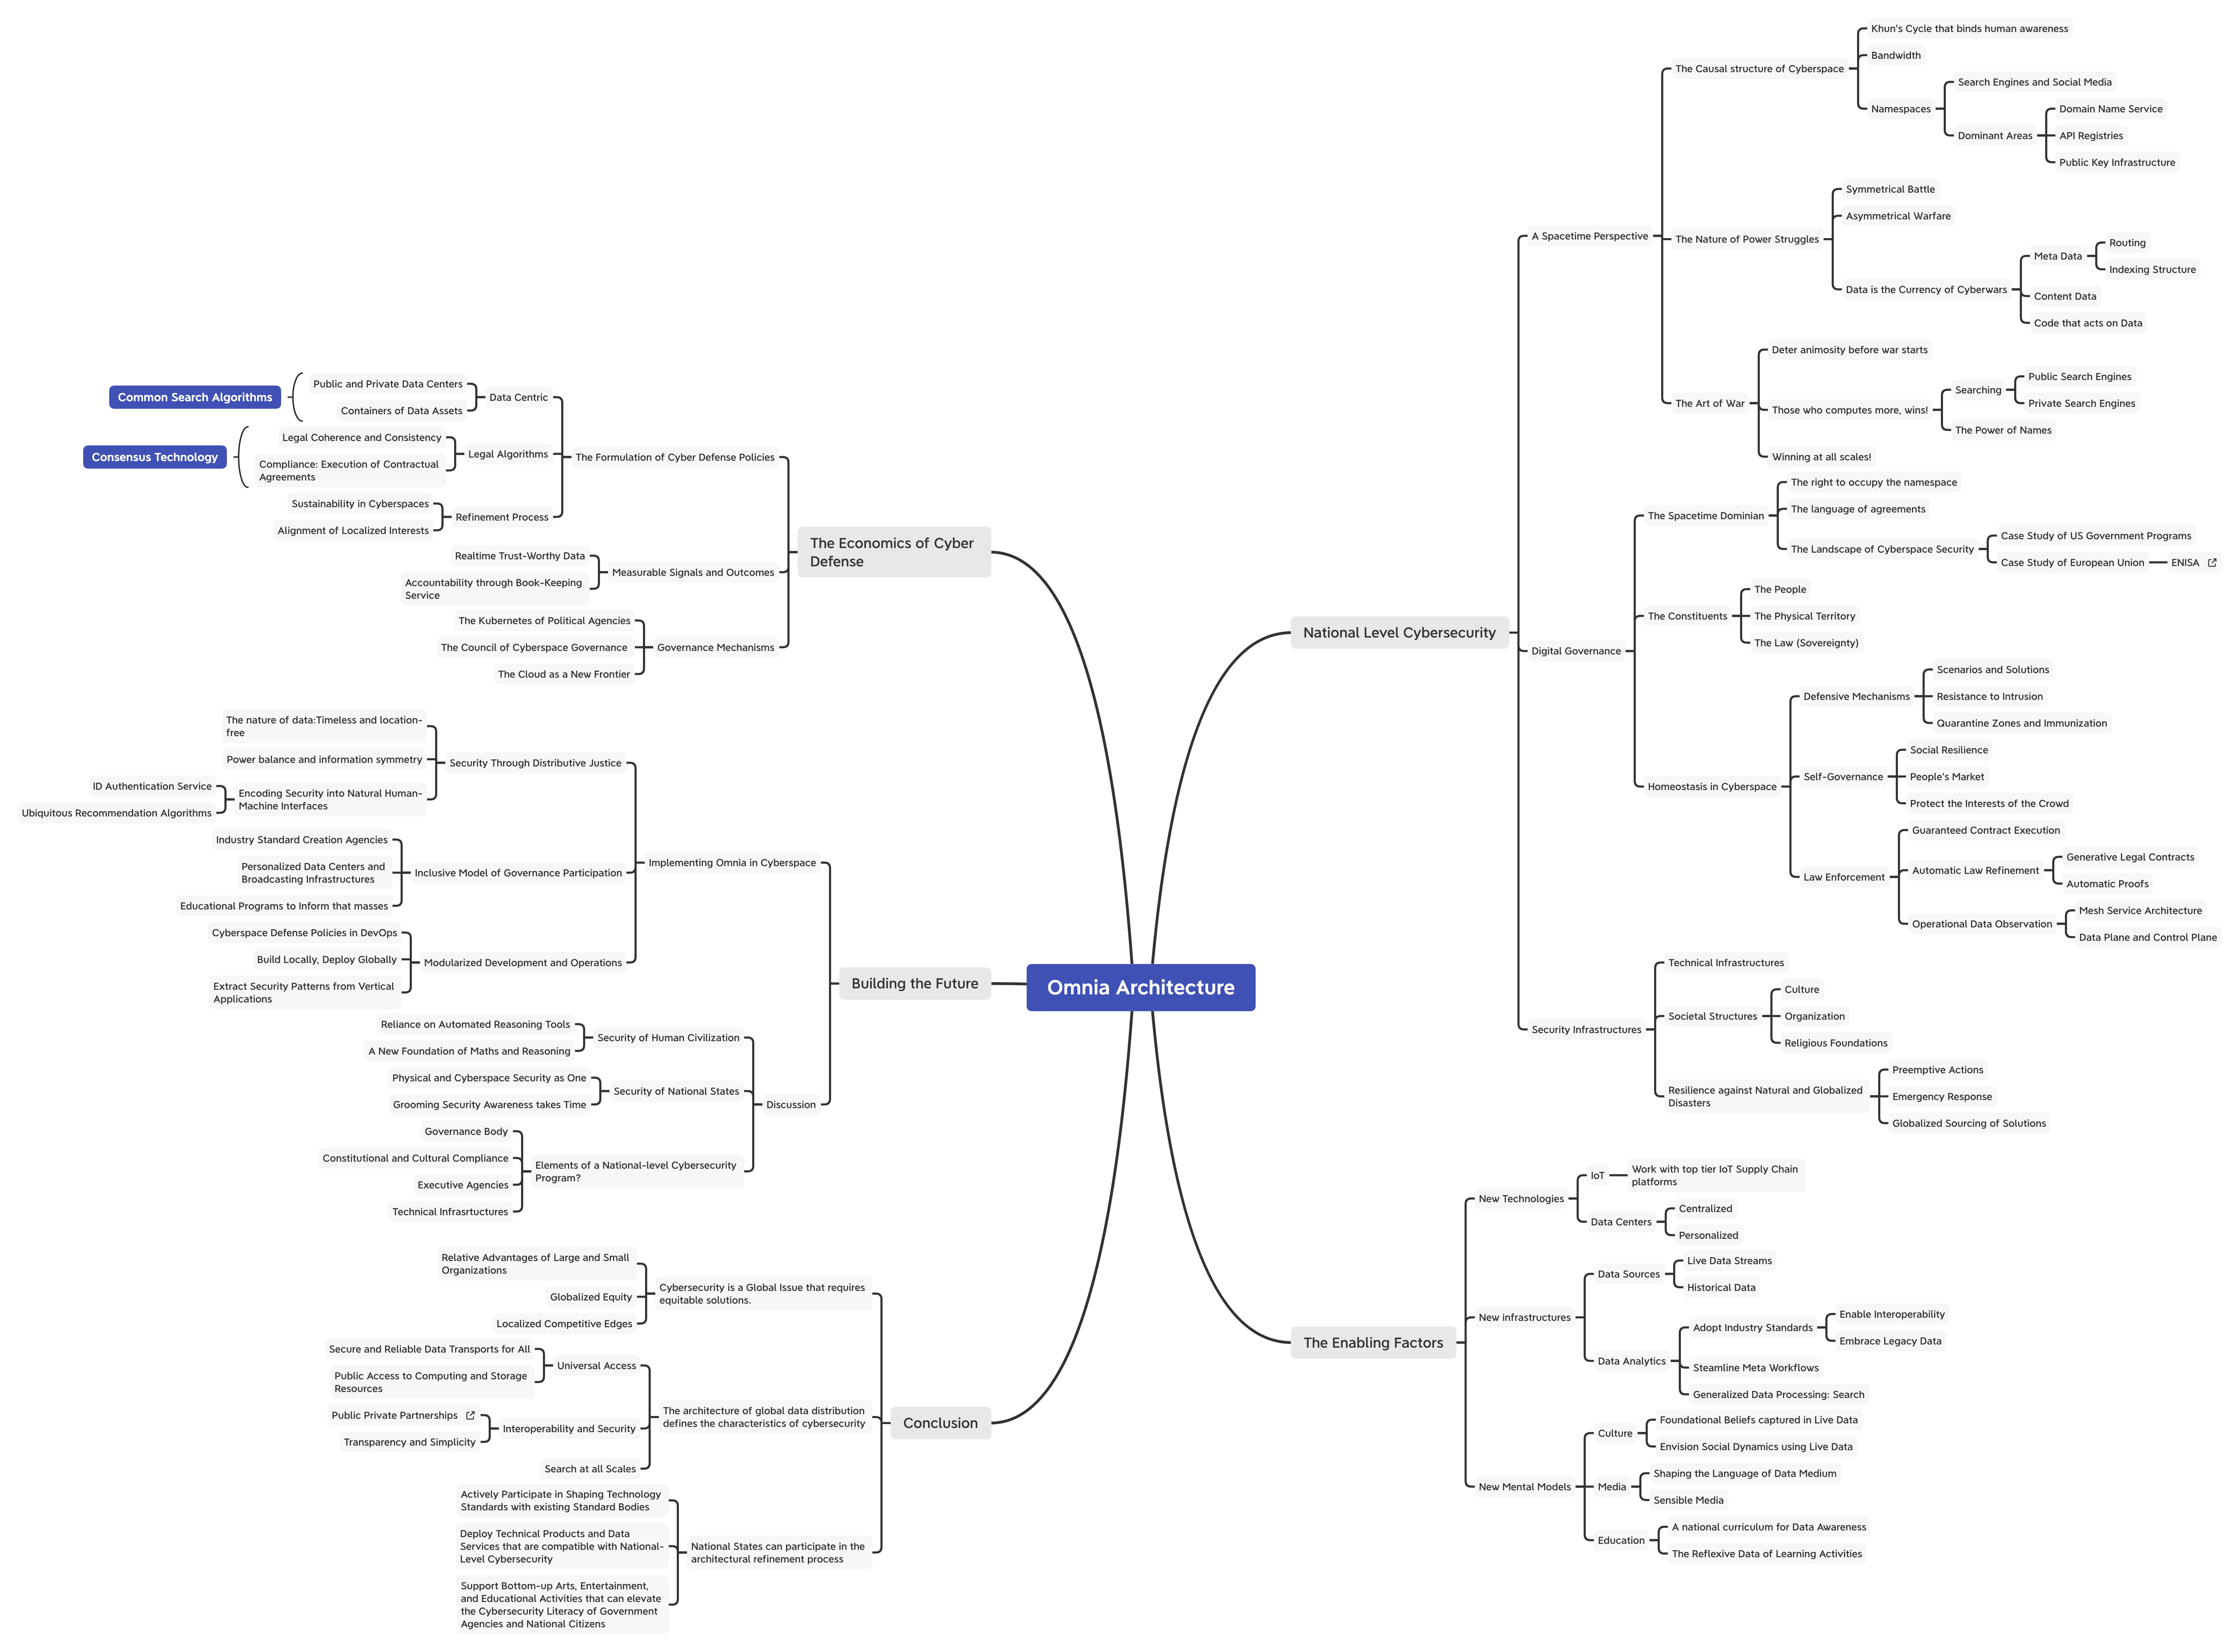 Omnia Architecture
National Level Cybersecurity
A Spacetime Perspective
The Causal structure of Cyberspace
Khun's Cycle that binds human awareness
Bandwidth
Namespaces
Search Engines and Social Media
Dominant Areas
Domain Name Service
API Registries
Public Key Infrastructure
The Nature of Power Struggles
Symmetrical Battle
Asymmetrical Warfare
Data is the Currency of Cyberwars
Meta Data
Routing
Indexing Structure
Content Data
Code that acts on Data
The Art of War
Deter animosity before war starts
Those who computes more, wins!
Searching
Public Search Engines
Private Search Engines
The Power of Names
Winning at all scales!
Digital Governance
The Spacetime Dominian
The right to occupy the namespace
The language of agreements
The Landscape of Cyberspace Security
Case Study of US Government Programs
Case Study of European Union
ENISA
The Constituents
The People
The Physical Territory
The Law (Sovereignty)
Homeostasis in Cyberspace
Defensive Mechanisms
Scenarios and Solutions
Resistance to Intrusion
Quarantine Zones and Immunization
Self-Governance
Social Resilience
People's Market
Protect the Interests of the Crowd
Law Enforcement
Guaranteed Contract Execution
Automatic Law Refinement
Generative Legal Contracts
Automatic Proofs
Operational Data Observation
Mesh Service Architecture
Data Plane and Control Plane
Security Infrastructures
Technical Infrastructures
Societal Structures
Culture
Organization
Religious Foundations
Resilience against Natural and Globalized
Disasters
Preemptive Actions
Emergency Response
Globalized Sourcing of Solutions
The Enabling Factors
New Technologies
IoT
Work with top tier IoT Supply Chain
platforms
Data Centers
Centralized
Personalized
New infrastructures
Data Sources
Live Data Streams
Historical Data
Data Analytics
Adopt Industry Standards
Enable Interoperability
Embrace Legacy Data
Steamline Meta Workflows
Generalized Data Processing: Search
New Mental Models
Culture
Foundational Beliefs captured in Live Data
Envision Social Dynamics using Live Data
Media
Shaping the Language of Data Medium
Sensible Media
Education
A national curriculum for Data Awareness
The Reflexive Data of Learning Activities
The Economics of Cyber
Defense
The Formulation of Cyber Defense Policies
Data Centric
Public and Private Data Centers
Containers of Data Assets
Common Search Algorithms
Legal Algorithms
Legal Coherence and Consistency
Compliance: Execution of Contractual
Agreements
Consensus Technology
Refinement Process
Sustainability in Cyberspaces
Alignment of Localized Interests
Measurable Signals and Outcomes
Realtime Trust-Worthy Data
Accountability through Book-Keeping
Service
Governance Mechanisms
The Kubernetes of Political Agencies
The Council of Cyberspace Governance
The Cloud as a New Frontier
Building the Future
Implementing Omnia in Cyberspace
Security Through Distributive Justice
The nature of data:Timeless and location-
free
Power balance and information symmetry
Encoding Security into Natural Human-
Machine Interfaces
ID Authentication Service
Ubiquitous Recommendation Algorithms
Inclusive Model of Governance Participation
Industry Standard Creation Agencies
Personalized Data Centers and
Broadcasting Infrastructures
Educational Programs to Inform that masses
Modularized Development and Operations
Cyberspace Defense Policies in DevOps
Build Locally, Deploy Globally
Extract Security Patterns from Vertical
Applications
Discussion
Security of Human Civilization
Reliance on Automated Reasoning Tools
A New Foundation of Maths and Reasoning
Security of National States
Physical and Cyberspace Security as One
Grooming Security Awareness takes Time
Elements of a National-level Cybersecurity
Program?
Governance Body
Constitutional and Cultural Compliance
Executive Agencies
Technical Infrasrtuctures
Conclusion
Cybersecurity is a Global Issue that requires
equitable solutions.
Relative Advantages of Large and Small
Organizations
Globalized Equity
Localized Competitive Edges
The architecture of global data distribution
defines the characteristics of cybersecurity
Universal Access
Secure and Reliable Data Transports for All
Public Access to Computing and Storage
Resources
Interoperability and Security
Public Private Partnerships
Transparency and Simplicity
Search at all Scales
National States can participate in the
architectural refinement process
Actively Participate in Shaping Technology
Standards with existing Standard Bodies
Deploy Technical Products and Data
Services that are compatible with National-
Level Cybersecurity
Support Bottom-up Arts, Entertainment,
and Educational Activities that can elevate
the Cybersecurity Literacy of Government
Agencies and National Citizens